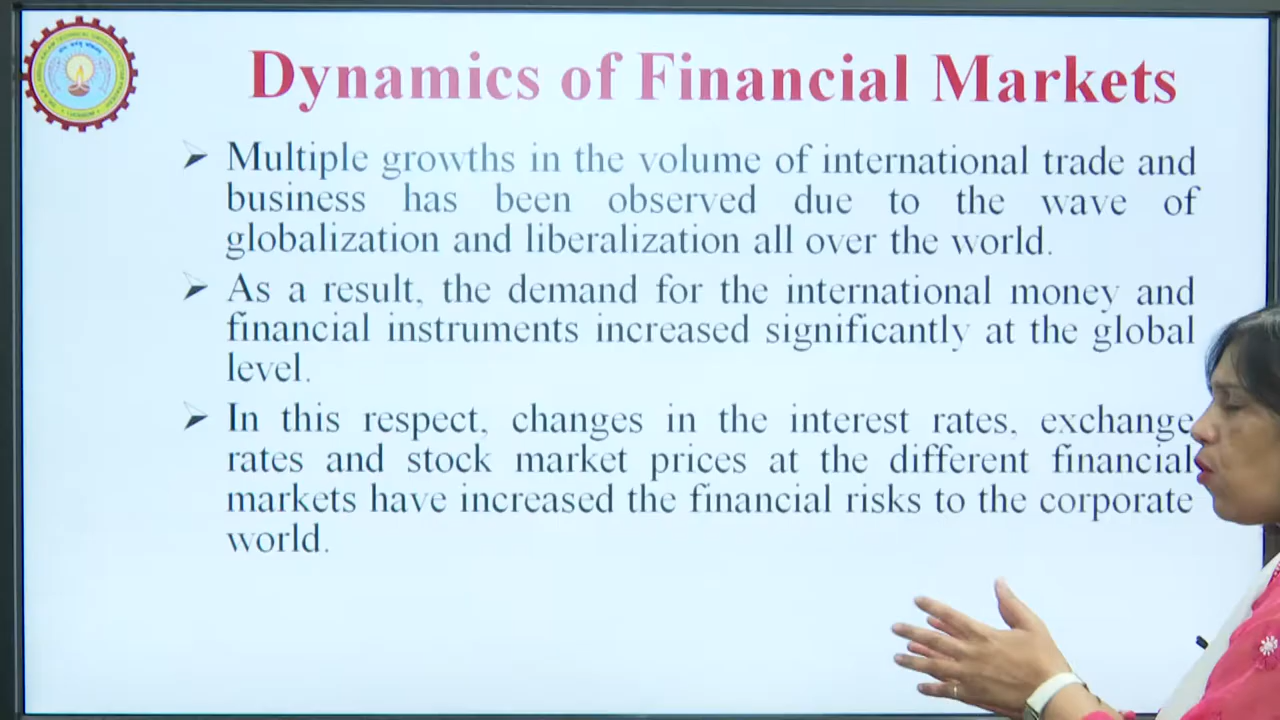 Dynamics of Financial Markets
➢ Multiple growths in the volume of international trade and
business has been observed due to the wave of
globalization and liberalization all over the world.
➢ As a result, the demand for the international money and
financial instruments increased significantly at the global
level.
➢ In this respect, changes in the interest rates, exchange
rates and stock market prices at the different financial
markets have increased the financial risks to the corporate
world.